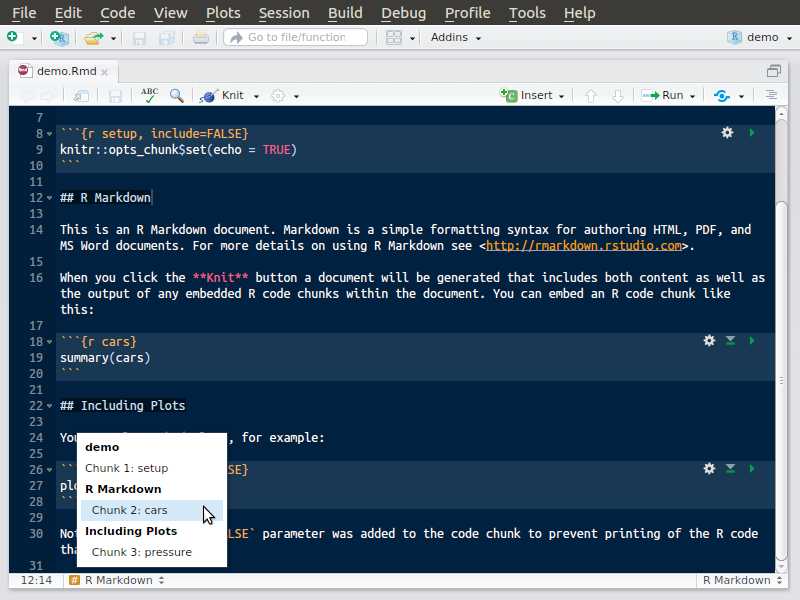 File Edit Code View Plots Session Build Debug Profile Tools Help
Go to file/function Addins demo
demo.Rmd
ABC Knit Insert Run
7
8 ```{r setup, include=FALSE}
9 knitr::opts_chunk$set(echo = TRUE)
10 ```
11
12 ## R Markdown
13
14 This is an R Markdown document. Markdown is a simple formatting syntax for authoring HTML, PDF, and
MS Word documents. For more details on using R Markdown see <http://rmarkdown.rstudio.com>.
15
16 When you click the **Knit** button a document will be generated that includes both content as well as
the output of any embedded R code chunks within the document. You can embed an R code chunk like
this:
17
18 ```{r cars}
19 summary(cars)
20 ```
21
22 ## Including Plots
23
24 You , for example:
25
26 `` SE}
27 plo
28 ``
29
30 Not LSE` parameter was added to the code chunk to prevent printing of the R code
tha
31
demo
Chunk 1: setup
R Markdown
Chunk 2: cars
Including Plots
Chunk 3: pressure
12:14 # R Markdown R Markdown